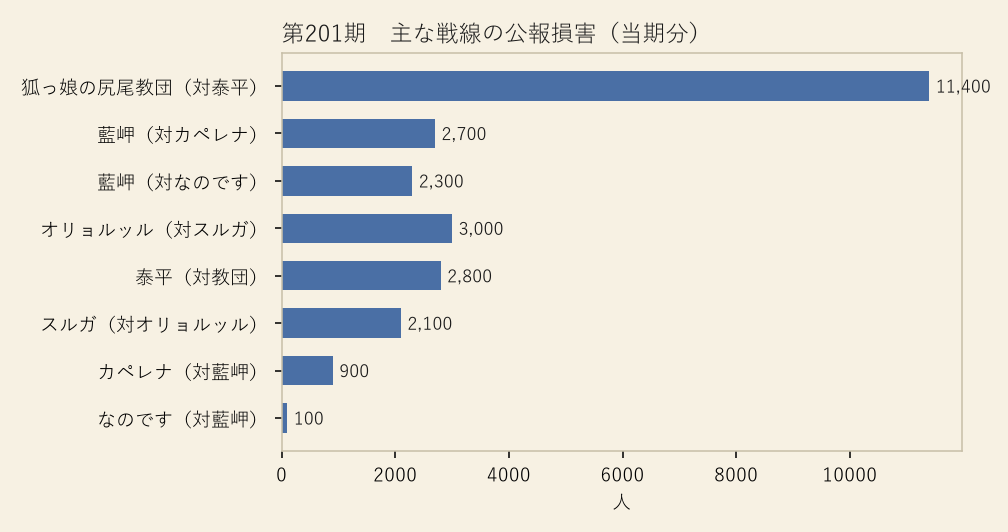 第201期　主な戦線の公報損害（当期分）
狐っ娘の尻尾教団（対泰平） 11,400
藍岬（対カペレナ） 2,700
藍岬（対なのです） 2,300
オリョルッル（対スルガ） 3,000
泰平（対教団） 2,800
スルガ（対オリョルッル） 2,100
カペレナ（対藍岬） 900
なのです（対藍岬） 100
0 2000 4000 6000 8000 10000
人